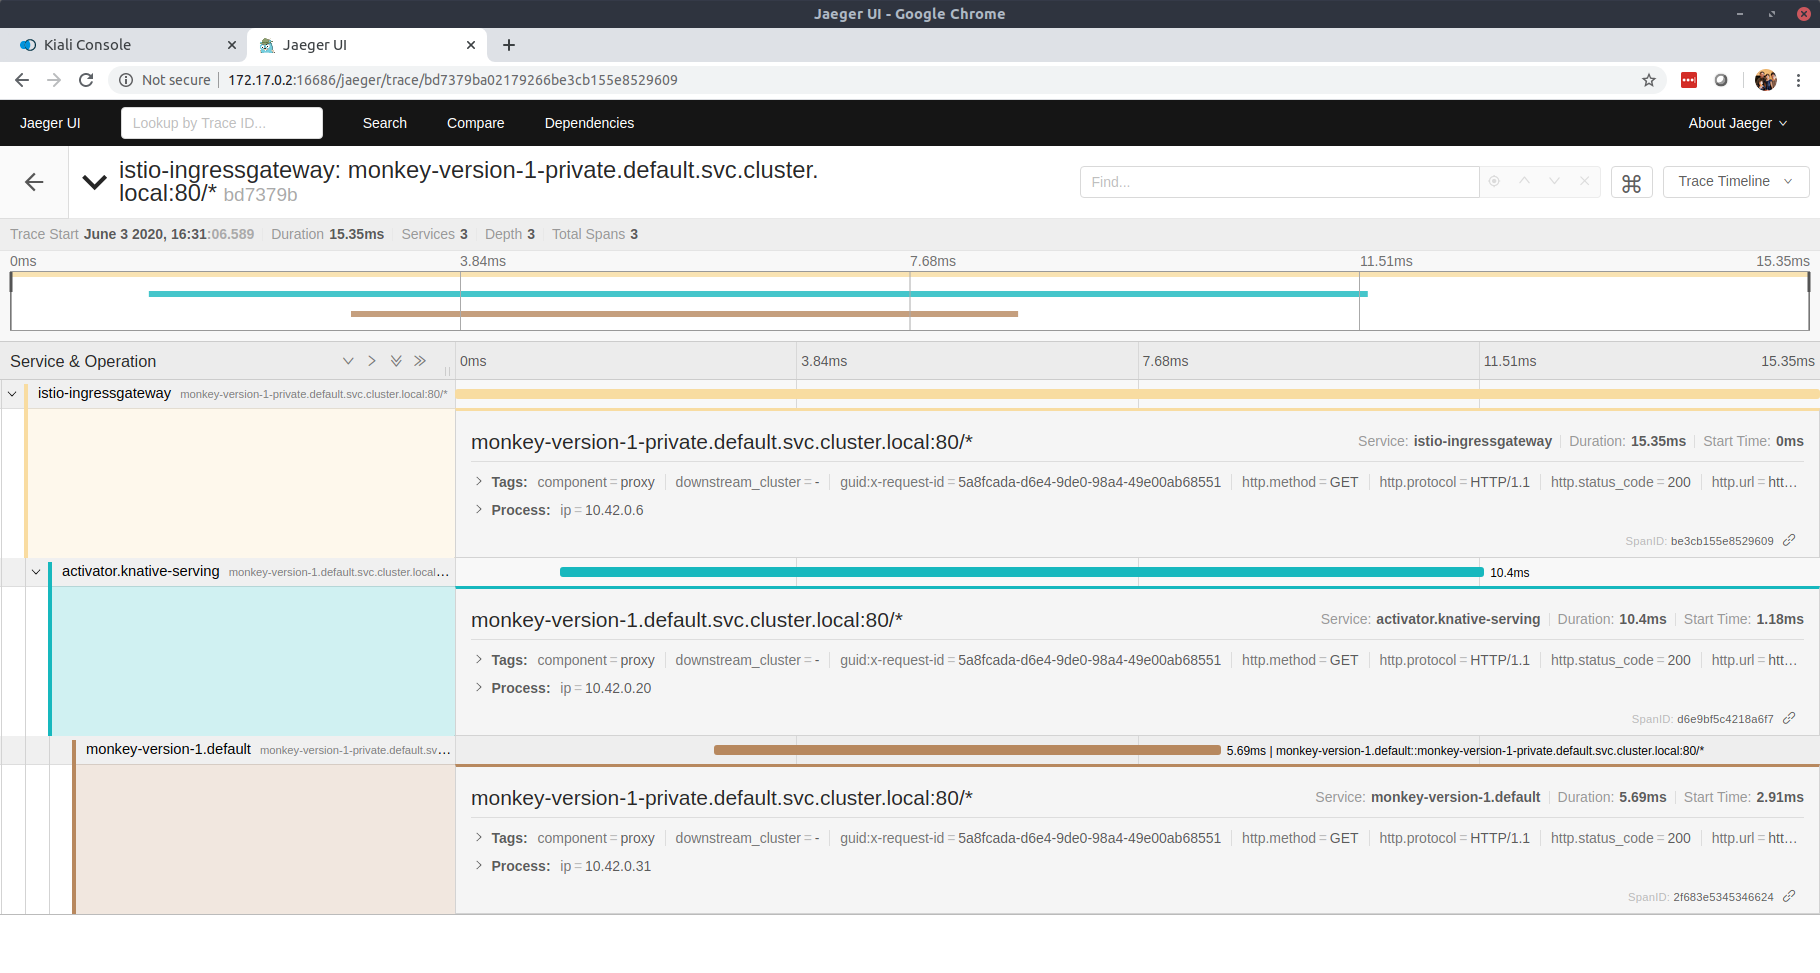 Jaeger UI - Google Chrome
Kiali Console
Jaeger UI
Not secure
172.17.0.2:16686/jaeger/trace/bd7379ba02179266be3cb155e8529609
Jaeger UI
Lookup by Trace ID...
Search
Compare
Dependencies
About Jaeger
istio-ingressgateway: monkey-version-1-private.default.svc.cluster.
local:80/* bd7379b
Find...
Trace Timeline
Trace Start June 3 2020, 16:31:06.589 Duration 15.35ms Services 3 Depth 3 Total Spans 3
0ms 3.84ms 7.68ms 11.51ms 15.35ms
Service & Operation
0ms 3.84ms 7.68ms 11.51ms 15.35ms
istio-ingressgateway monkey-version-1-private.default.svc.cluster.local:80/*
monkey-version-1-private.default.svc.cluster.local:80/*
Service: istio-ingressgateway Duration: 15.35ms Start Time: 0ms
Tags: component = proxy downstream_cluster = - guid:x-request-id = 5a8fcada-d6e4-9de0-98a4-49e00ab68551 http.method = GET http.protocol = HTTP/1.1 http.status_code = 200 http.url = htt…
Process: ip = 10.42.0.6
SpanID: be3cb155e8529609
activator.knative-serving monkey-version-1.default.svc.cluster.local…
10.4ms
monkey-version-1.default.svc.cluster.local:80/*
Service: activator.knative-serving Duration: 10.4ms Start Time: 1.18ms
Tags: component = proxy downstream_cluster = - guid:x-request-id = 5a8fcada-d6e4-9de0-98a4-49e00ab68551 http.method = GET http.protocol = HTTP/1.1 http.status_code = 200 http.url = htt…
Process: ip = 10.42.0.20
SpanID: d6e9bf5c4218a6f7
monkey-version-1.default monkey-version-1-private.default.sv…
5.69ms | monkey-version-1.default::monkey-version-1-private.default.svc.cluster.local:80/*
monkey-version-1-private.default.svc.cluster.local:80/*
Service: monkey-version-1.default Duration: 5.69ms Start Time: 2.91ms
Tags: component = proxy downstream_cluster = - guid:x-request-id = 5a8fcada-d6e4-9de0-98a4-49e00ab68551 http.method = GET http.protocol = HTTP/1.1 http.status_code = 200 http.url = htt…
Process: ip = 10.42.0.31
SpanID: 2f683e5345346624